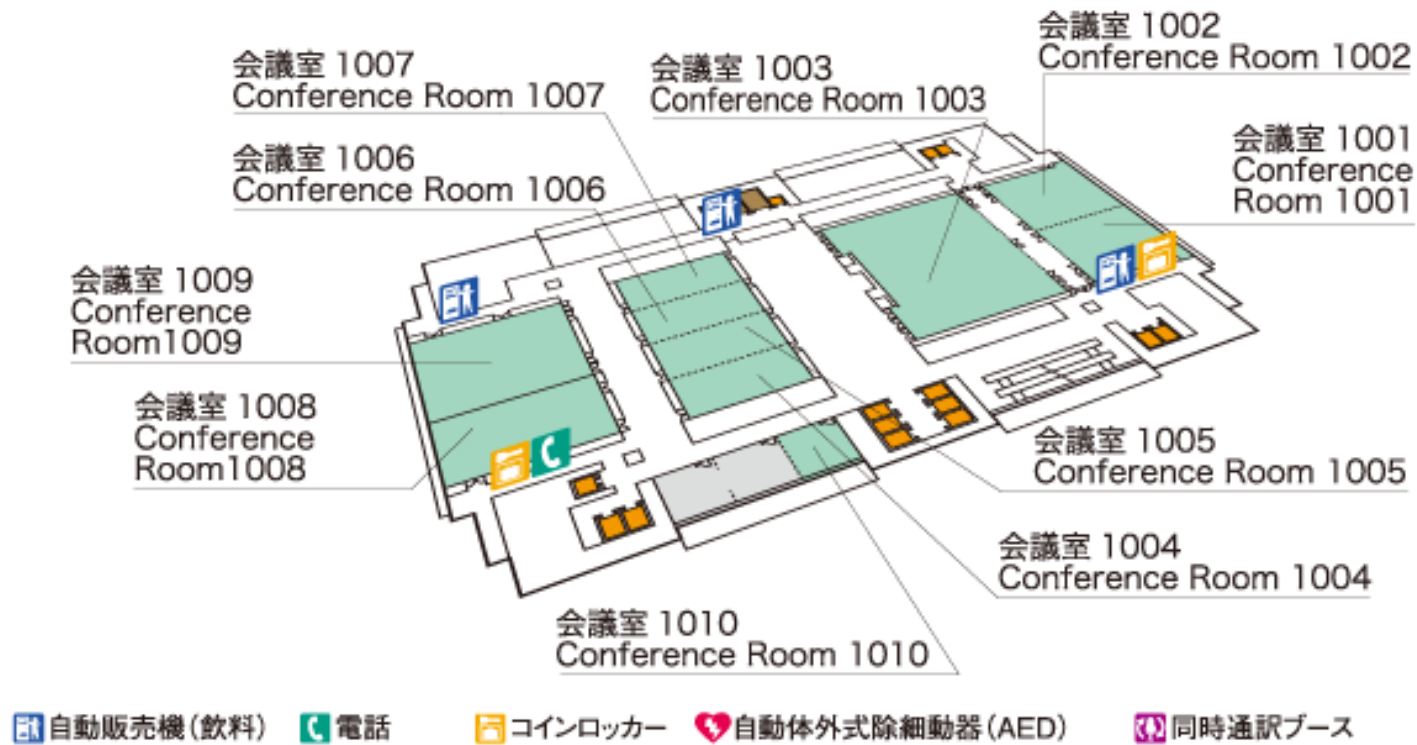 会議室 1002
Conference Room 1002
会議室 1007
Conference Room 1007
会議室 1003
Conference Room 1003
会議室 1001
Conference
Room 1001
会議室 1006
Conference Room 1006
会議室 1009
Conference
Room1009
会議室 1008
Conference
Room1008
会議室 1005
Conference Room 1005
会議室 1004
Conference Room 1004
会議室 1010
Conference Room 1010
自動販売機(飲料)
電話
コインロッカー
自動体外式除細動器(AED)
同時通訳ブース